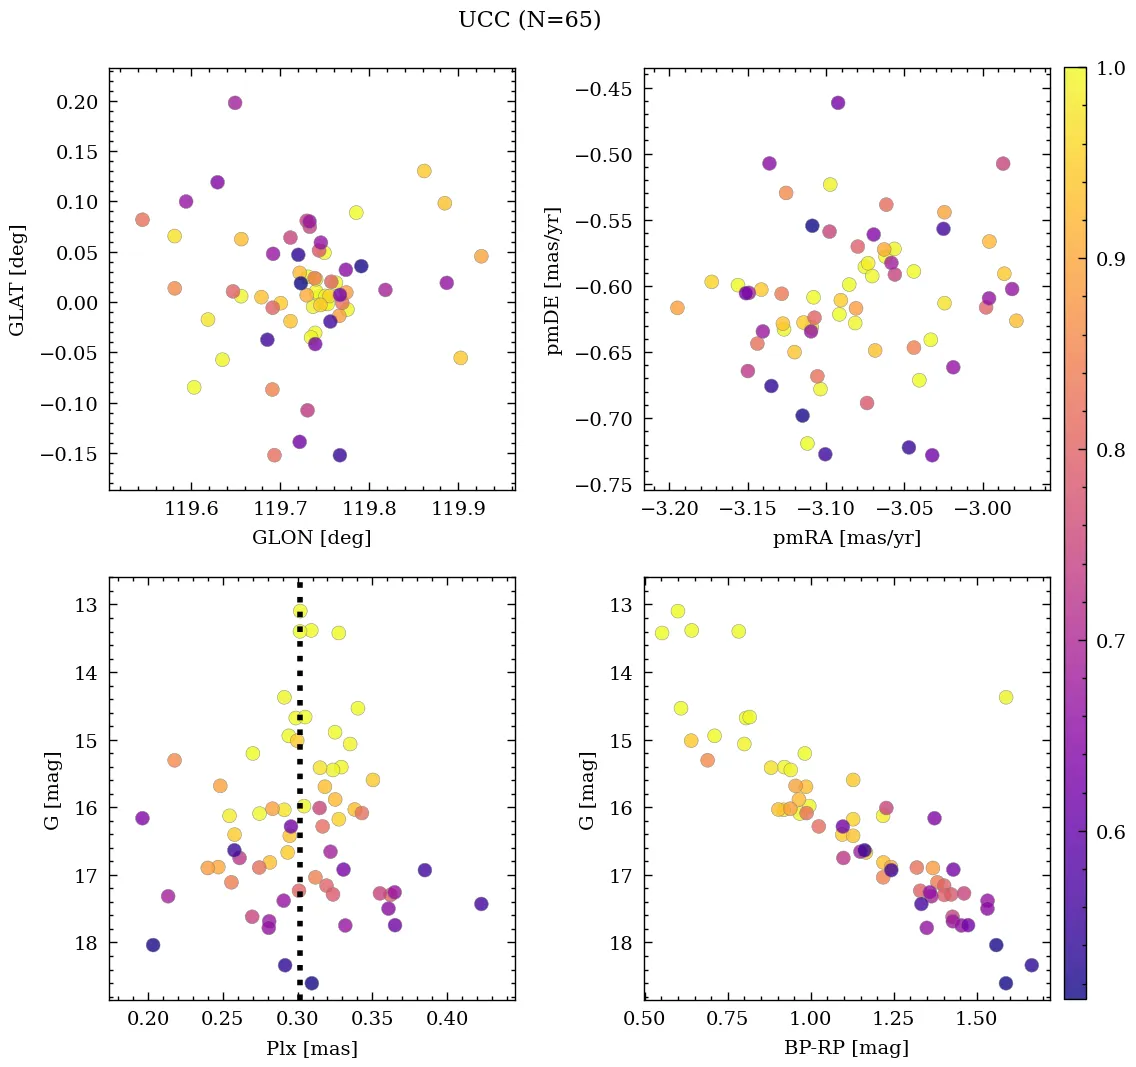 UCC (N=65)
0.20
0.15
0.10
0.05
0.00
−0.05
−0.10
−0.15
GLAT [deg]
119.6 119.7 119.8 119.9
GLON [deg]
−0.45
−0.50
−0.55
−0.60
−0.65
−0.70
−0.75
pmDE [mas/yr]
−3.20 −3.15 −3.10 −3.05 −3.00
pmRA [mas/yr]
13
14
15
16
17
18
G [mag]
0.20 0.25 0.30 0.35 0.40
Plx [mas]
13
14
15
16
17
18
G [mag]
0.50 0.75 1.00 1.25 1.50
BP-RP [mag]
1.0
0.9
0.8
0.7
0.6